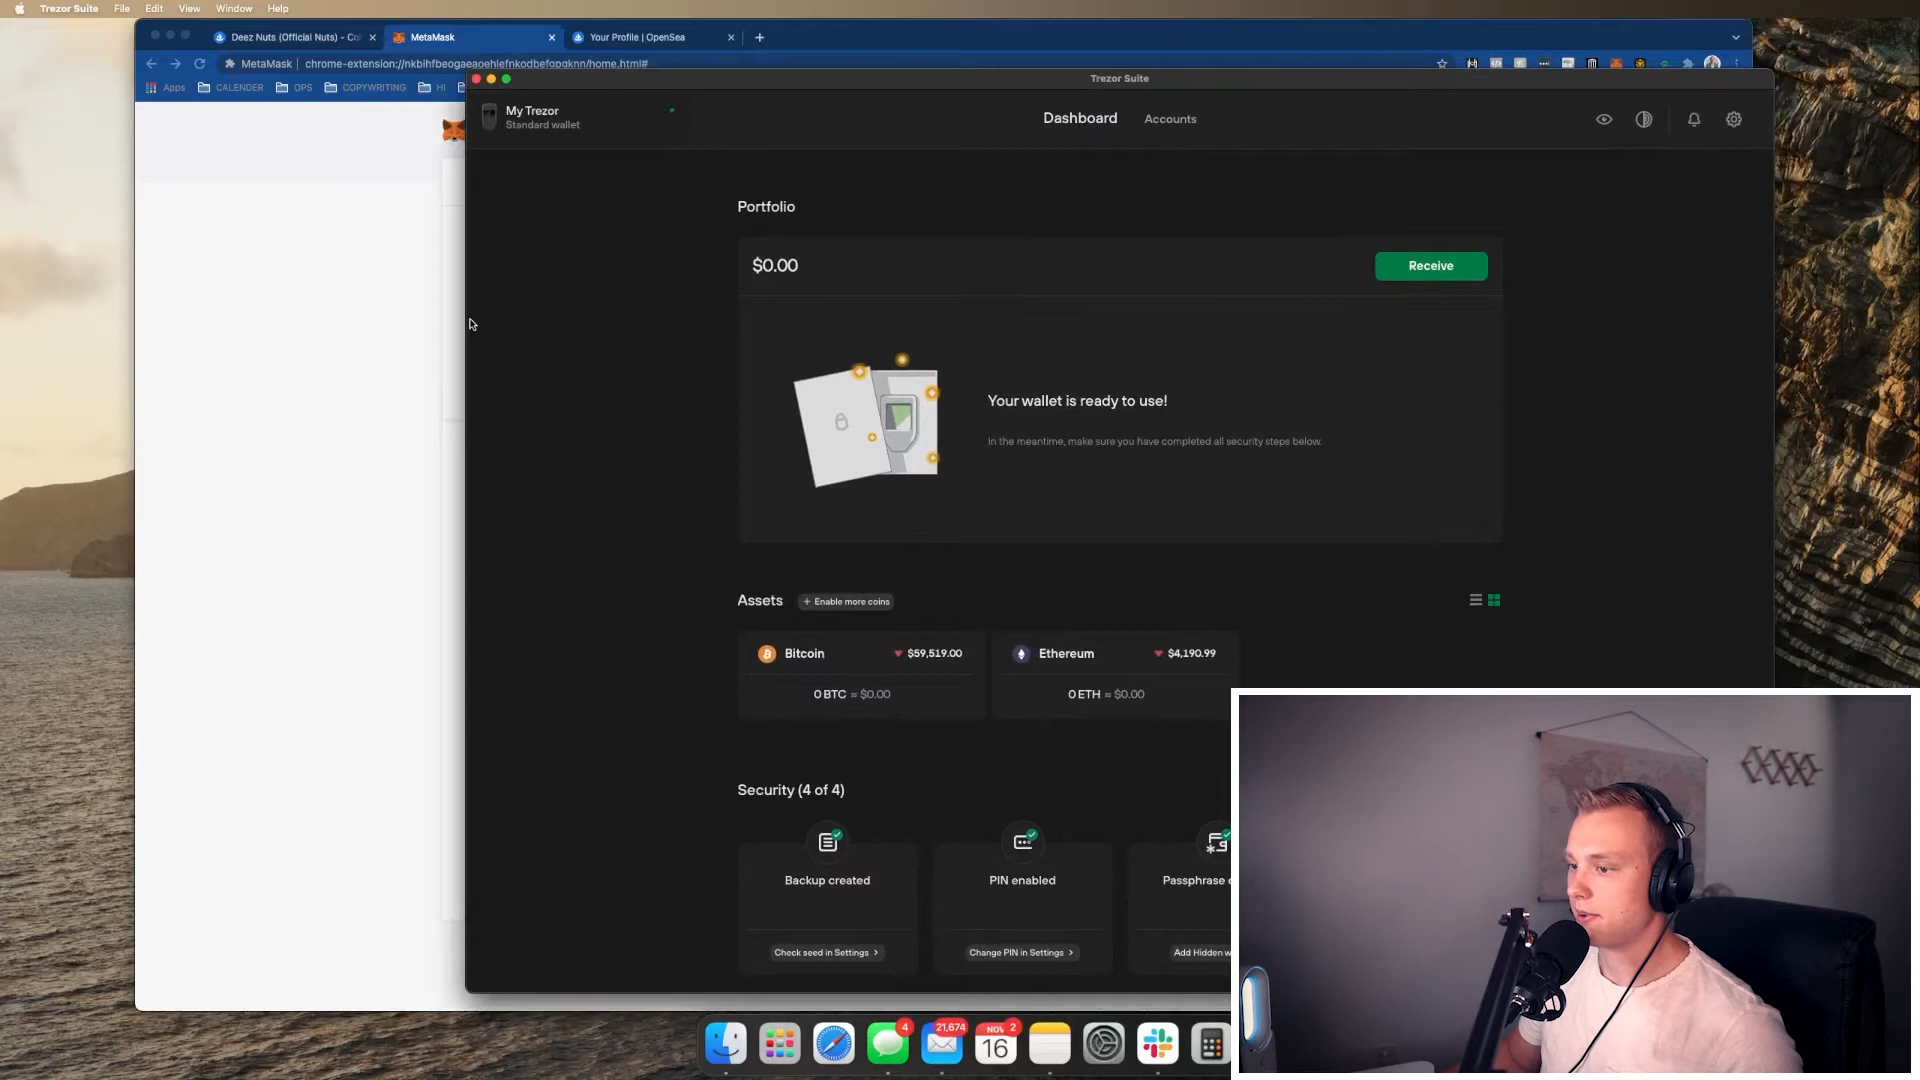 Trezor Suite File Edit View Window Help
Deez Nuts (Official Nuts) - Co
MetaMask
Your Profile | OpenSea
MetaMask chrome-extension://nkbihfbeogaeaoehlefnkodbefgpgknn/home.html#
Apps CALENDER OPS COPYWRITING HI
Trezor Suite
My Trezor
Standard wallet
Dashboard Accounts
Portfolio
$0.00
Receive
Your wallet is ready to use!
In the meantime, make sure you have completed all security steps below.
Assets + Enable more coins
Bitcoin $59,519.00
0 BTC ≈ $0.00
Ethereum $4,190.99
0 ETH ≈ $0.00
Security (4 of 4)
Backup created
Check seed in Settings >
PIN enabled
Change PIN in Settings >
Passphrase e
Add Hidden w
4
21,674
NOV 2
16